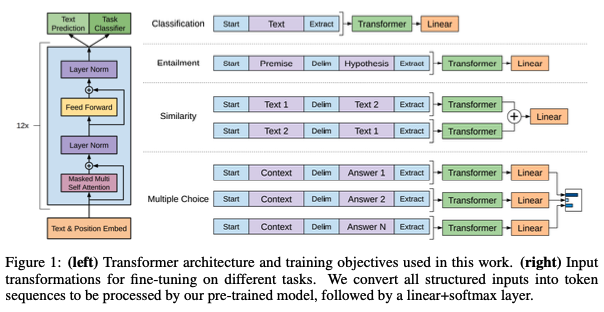 Text Prediction
Task Classifier
Layer Norm
Feed Forward
12x
Layer Norm
Masked Multi Self Attention
Text & Position Embed
Classification Start Text Extract Transformer Linear
Entailment Start Premise Delim Hypothesis Extract Transformer Linear
Similarity
Start Text 1 Delim Text 2 Extract Transformer
+ Linear
Start Text 2 Delim Text 1 Extract Transformer
Multiple Choice
Start Context Delim Answer 1 Extract Transformer Linear
Start Context Delim Answer 2 Extract Transformer Linear
Start Context Delim Answer N Extract Transformer Linear
Figure 1: (left) Transformer architecture and training objectives used in this work. (right) Input
transformations for fine-tuning on different tasks. We convert all structured inputs into token
sequences to be processed by our pre-trained model, followed by a linear+softmax layer.